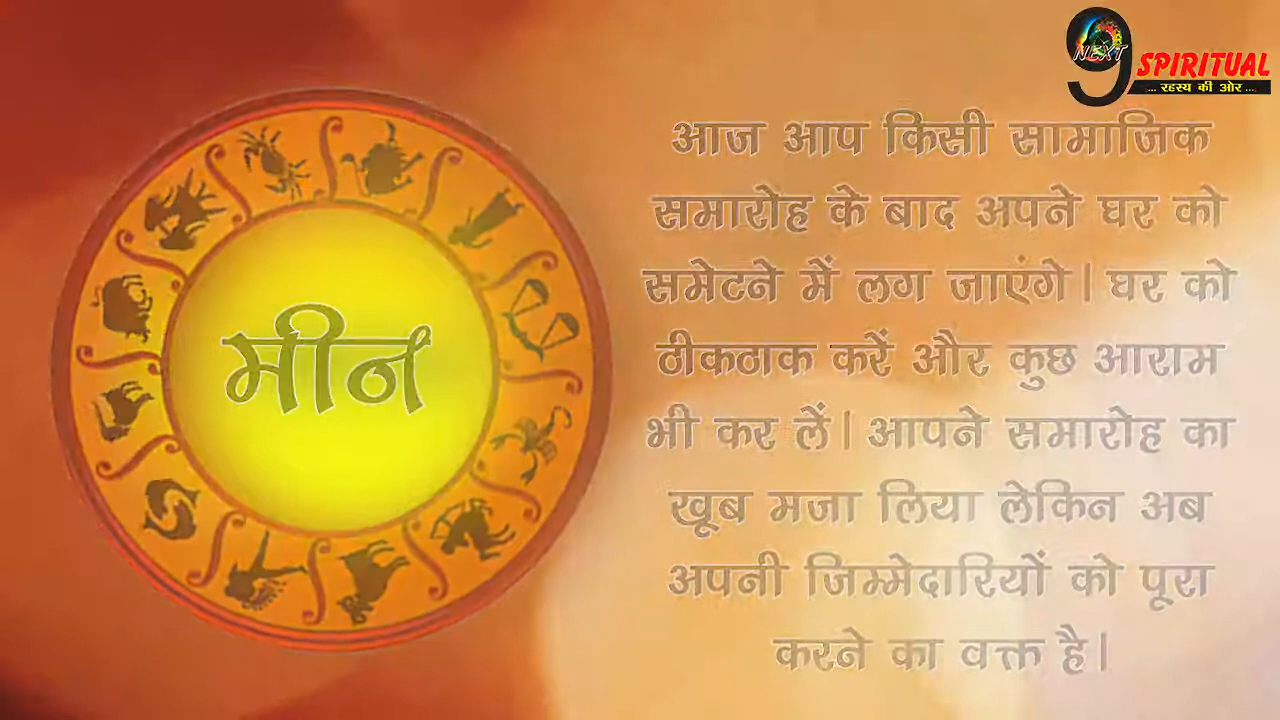 9
NEXT
SPIRITUAL
... रहस्य की ओर ...
मीन
आज आप किसी सामाजिक
समारोह के बाद अपने घर को
समेटने में लग जाएंगे। घर को
ठीकठाक करें और कुछ आराम
भी कर लें। आपने समारोह का
खूब मजा लिया लेकिन अब
अपनी जिम्मेदारियों को पूरा
करने का वक्त है।